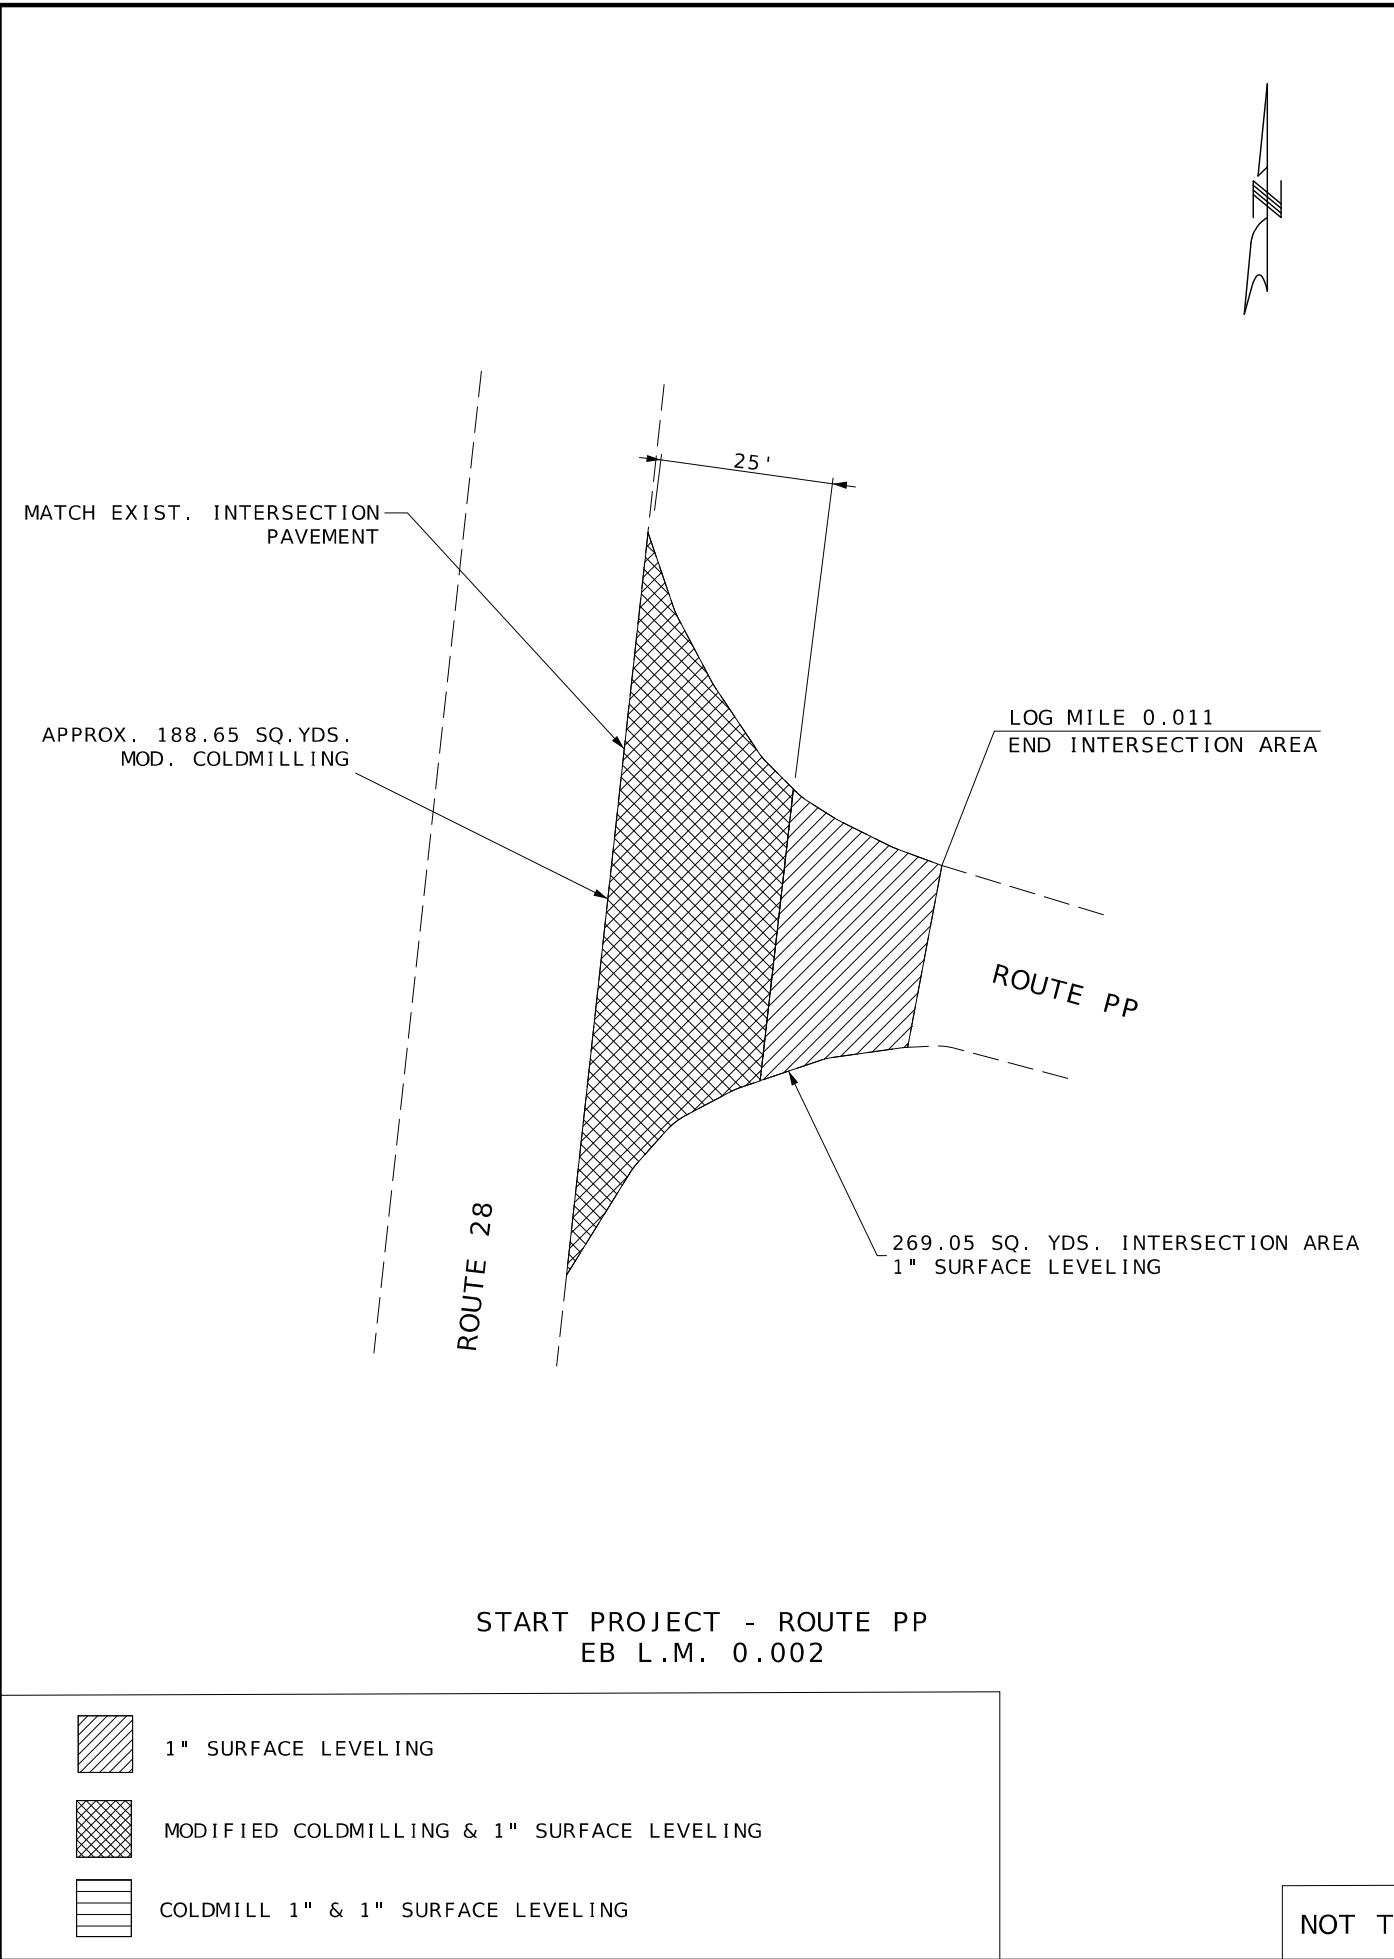 N
25'
MATCH EXIST. INTERSECTION
PAVEMENT
LOG MILE 0.011
END INTERSECTION AREA
APPROX. 188.65 SQ.YDS.
MOD. COLDMILLING
ROUTE PP
ROUTE 28
269.05 SQ. YDS. INTERSECTION AREA
1" SURFACE LEVELING
START PROJECT - ROUTE PP
EB L.M. 0.002
1" SURFACE LEVELING
MODIFIED COLDMILLING & 1" SURFACE LEVELING
COLDMILL 1" & 1" SURFACE LEVELING
NOT T